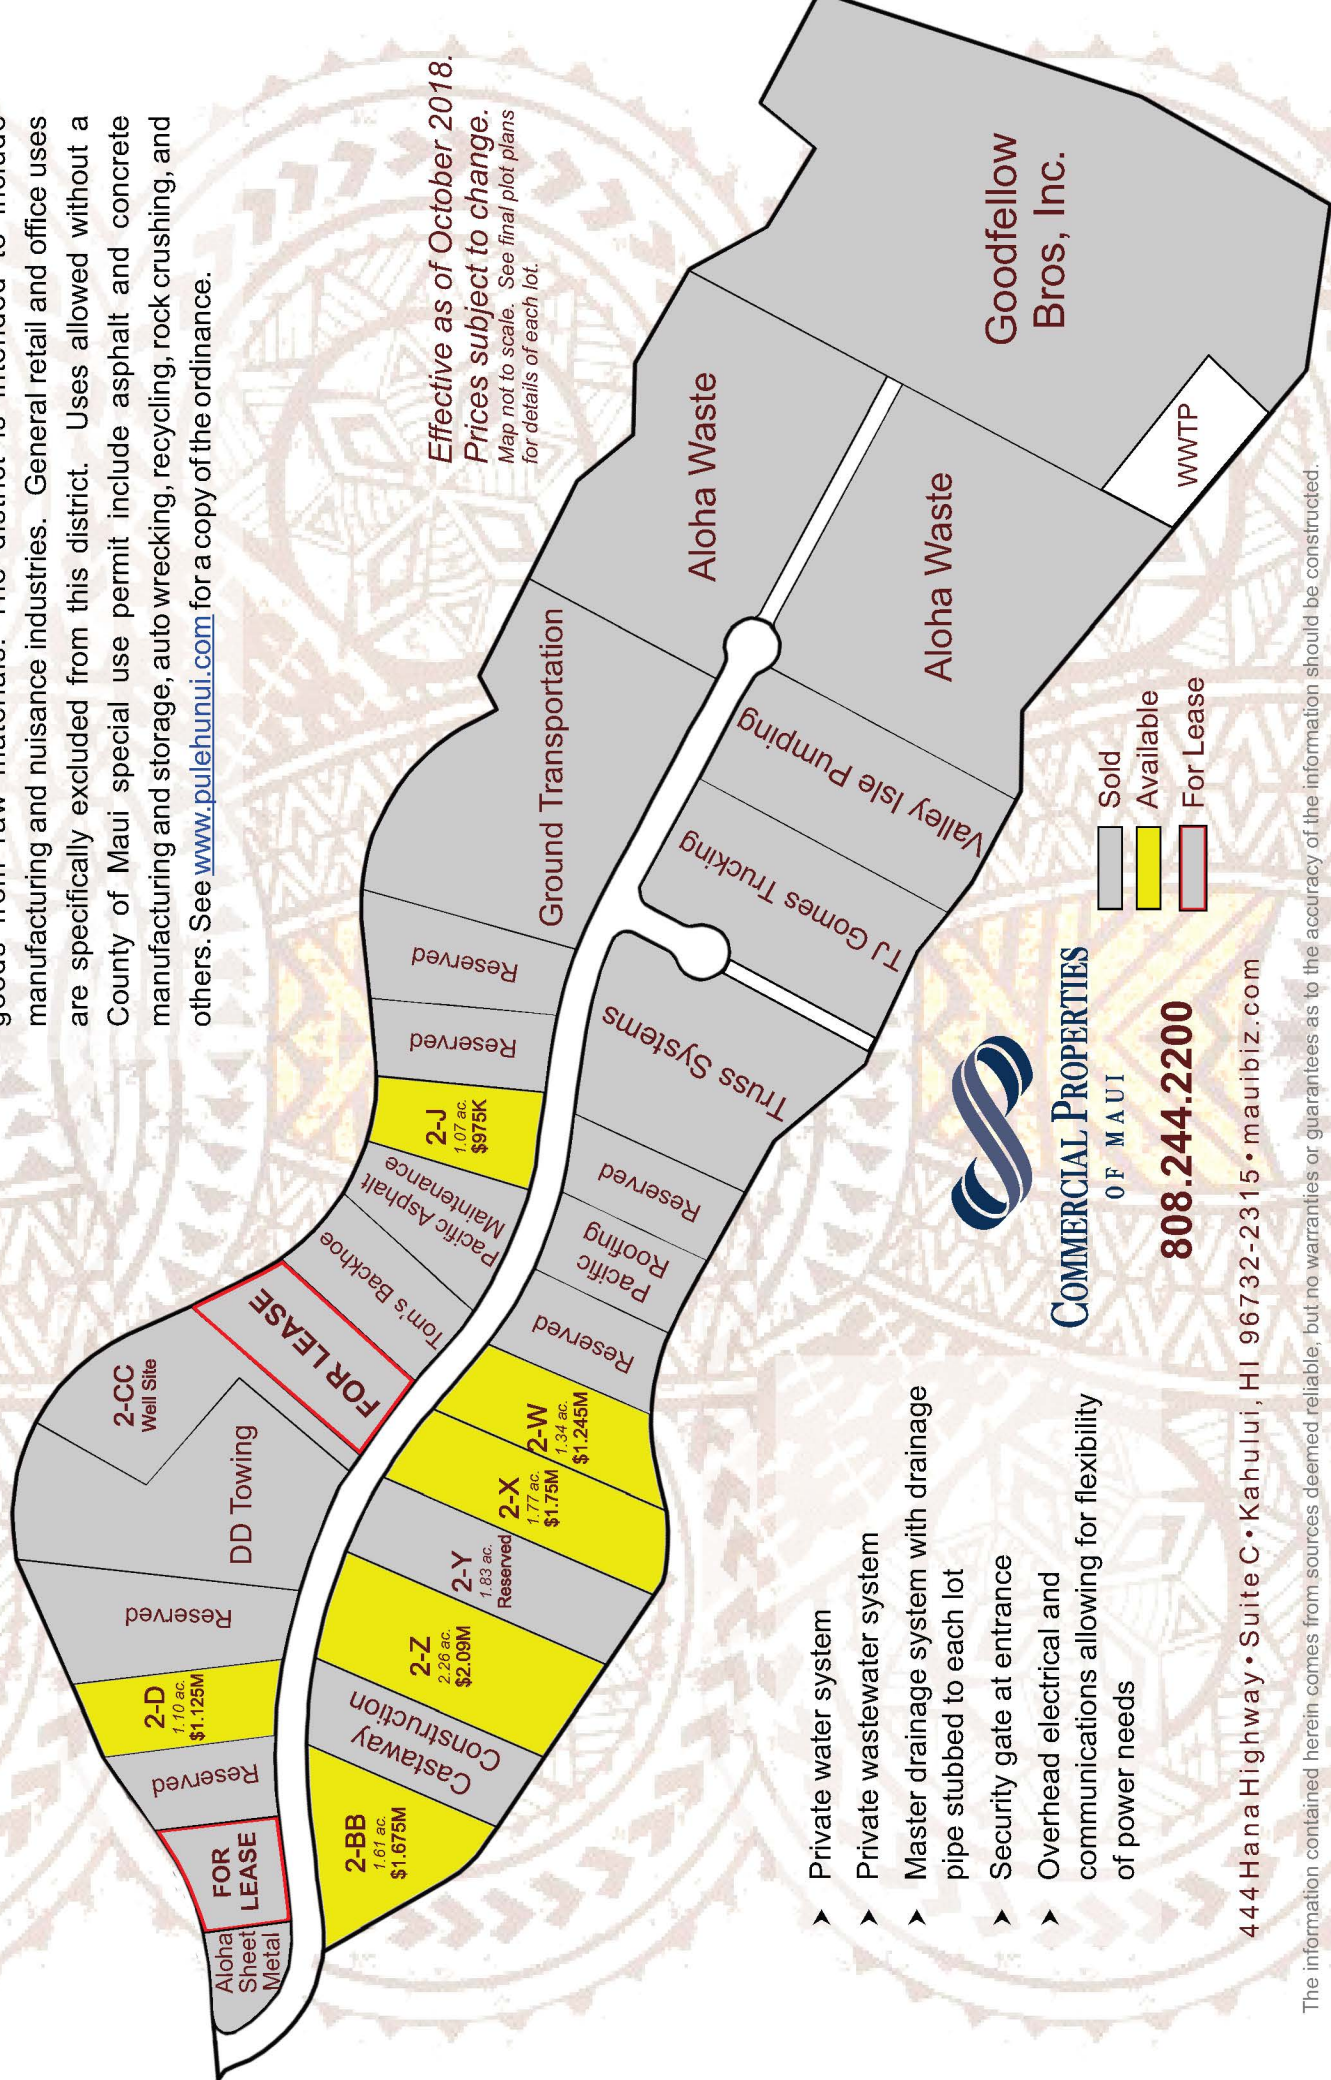 manufacturing and nuisance industries. General retail and office uses
are specifically excluded from this district. Uses allowed without a
County of Maui special use permit include asphalt and concrete
manufacturing and storage, auto wrecking, recycling, rock crushing, and
others. See www.pulehunui.com for a copy of the ordinance.
Effective as of October 2018.
Prices subject to change.
Map not to scale. See final plot plans
for details of each lot.
Aloha
Sheet
Metal
FOR
LEASE
Reserved
2-D
1.10 ac.
$1.125M
Reserved
DD Towing
2-CC
Well Site
FOR LEASE
Tom's Backhoe
Pacific Asphalt
Maintenance
2-J
1.07 ac.
$975K
Reserved
Reserved
Ground Transportation
Aloha Waste
Goodfellow
Bros, Inc.
WWTP
Aloha Waste
Valley Isle Pumping
TJ Gomes Trucking
Truss Systems
Reserved
Pacific
Roofing
Reserved
2-W
1.34 ac.
$1.245M
2-X
1.77 ac.
$1.75M
2-Y
1.83 ac.
Reserved
2-Z
2.26 ac.
$2.09M
Castaway
Construction
2-BB
1.61 ac.
$1.675M
➤ Private water system
➤ Private wastewater system
➤ Master drainage system with drainage
pipe stubbed to each lot
➤ Security gate at entrance
➤ Overhead electrical and
communications allowing for flexibility
of power needs
COMMERCIAL PROPERTIES
OF MAUI
808.244.2200
Sold
Available
For Lease
444 Hana Highway • Suite C • Kahului, HI 96732-2315 • mauibiz.com
The information contained herein comes from sources deemed reliable, but no warranties or guarantees as to the accuracy of the information should be constructed.